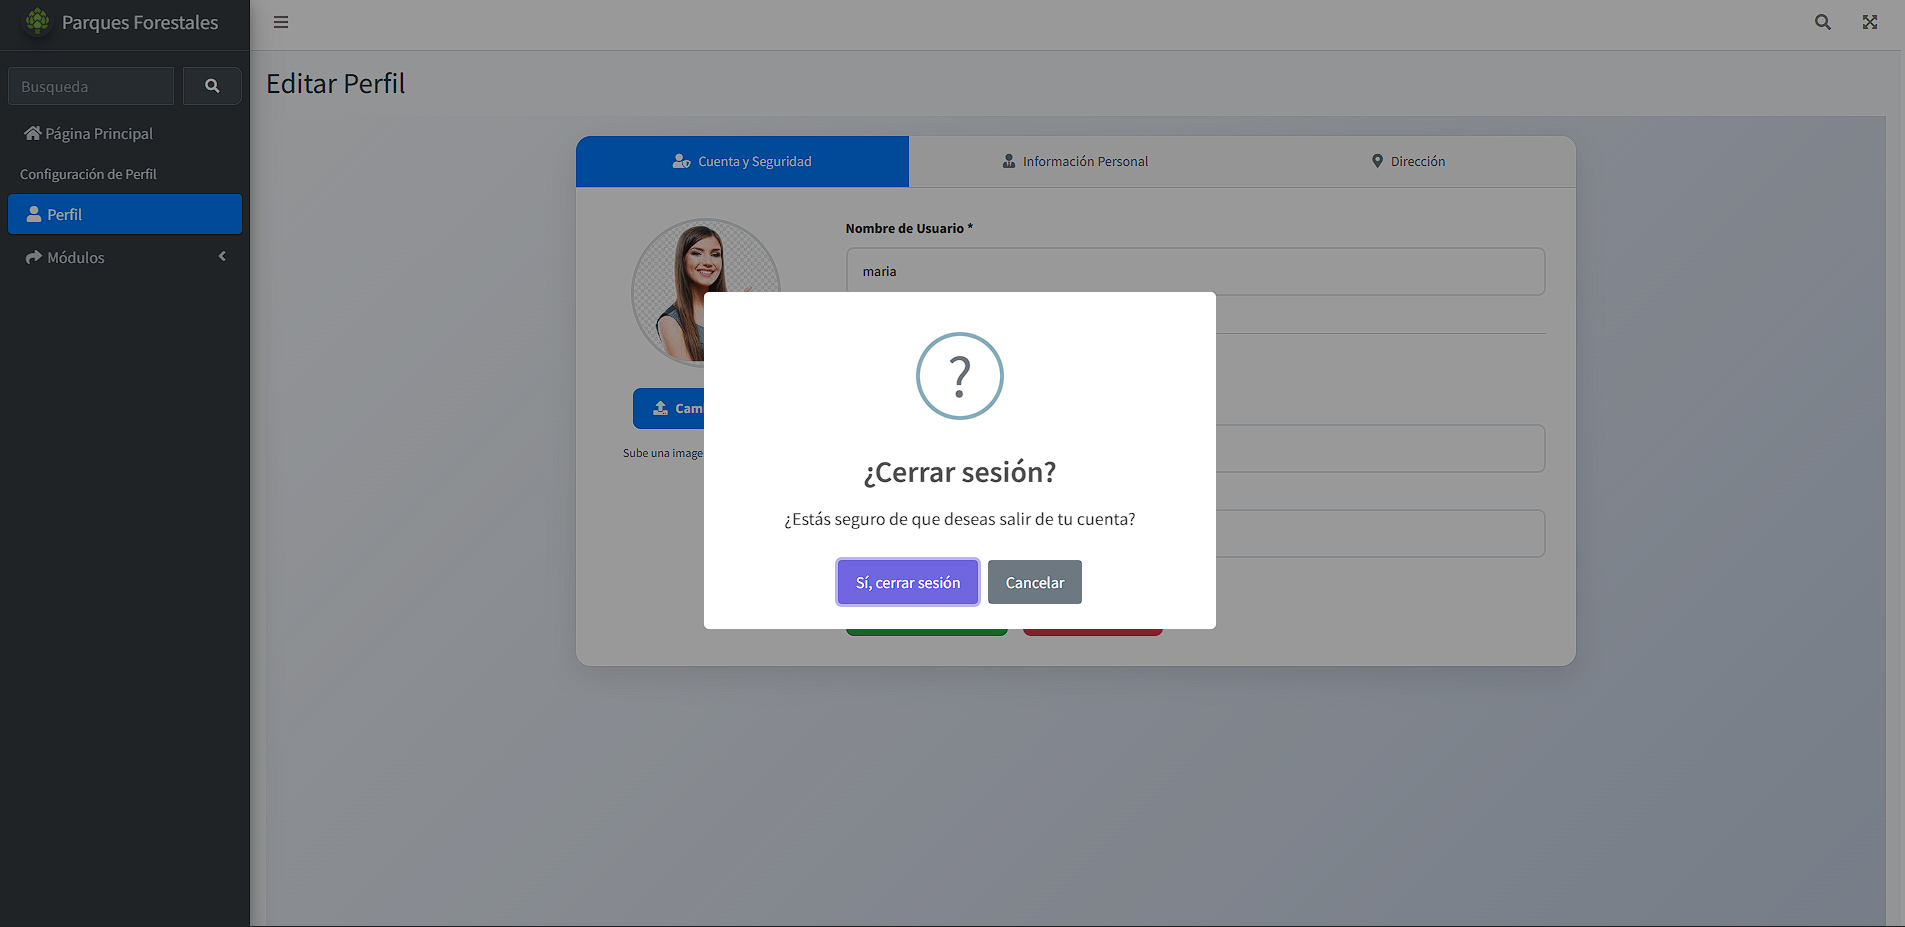 Parques Forestales
Busqueda
Página Principal
Configuración de Perfil
Perfil
Módulos
Editar Perfil
Cuenta y Seguridad
Información Personal
Dirección
Nombre de Usuario *
maria
Sube una image
¿Cerrar sesión?
¿Estás seguro de que deseas salir de tu cuenta?
Sí, cerrar sesión
Cancelar